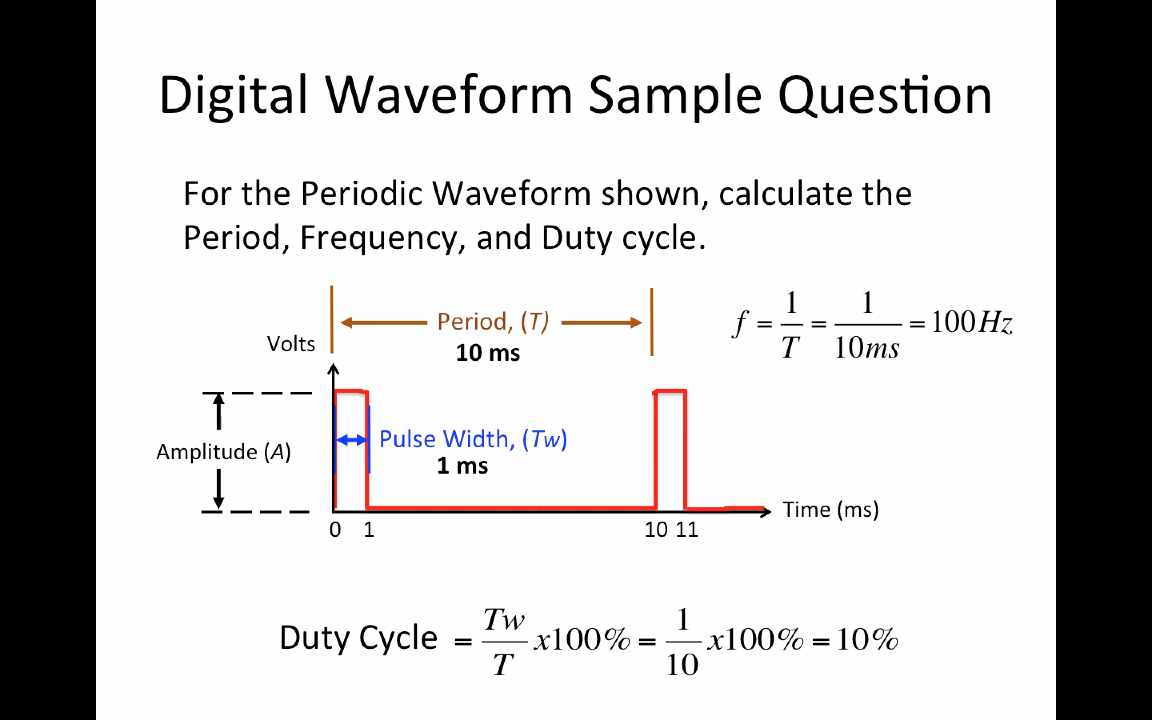 Digital Waveform Sample Question
For the Periodic Waveform shown, calculate the
Period, Frequency, and Duty cycle.
Period, (T)
10 ms
f = 1/T = 1/10ms = 100Hz
Volts
Amplitude (A)
Pulse Width, (Tw)
1 ms
Time (ms)
0 1 10 11
Duty Cycle = Tw/T x100% = 1/10 x100% = 10%